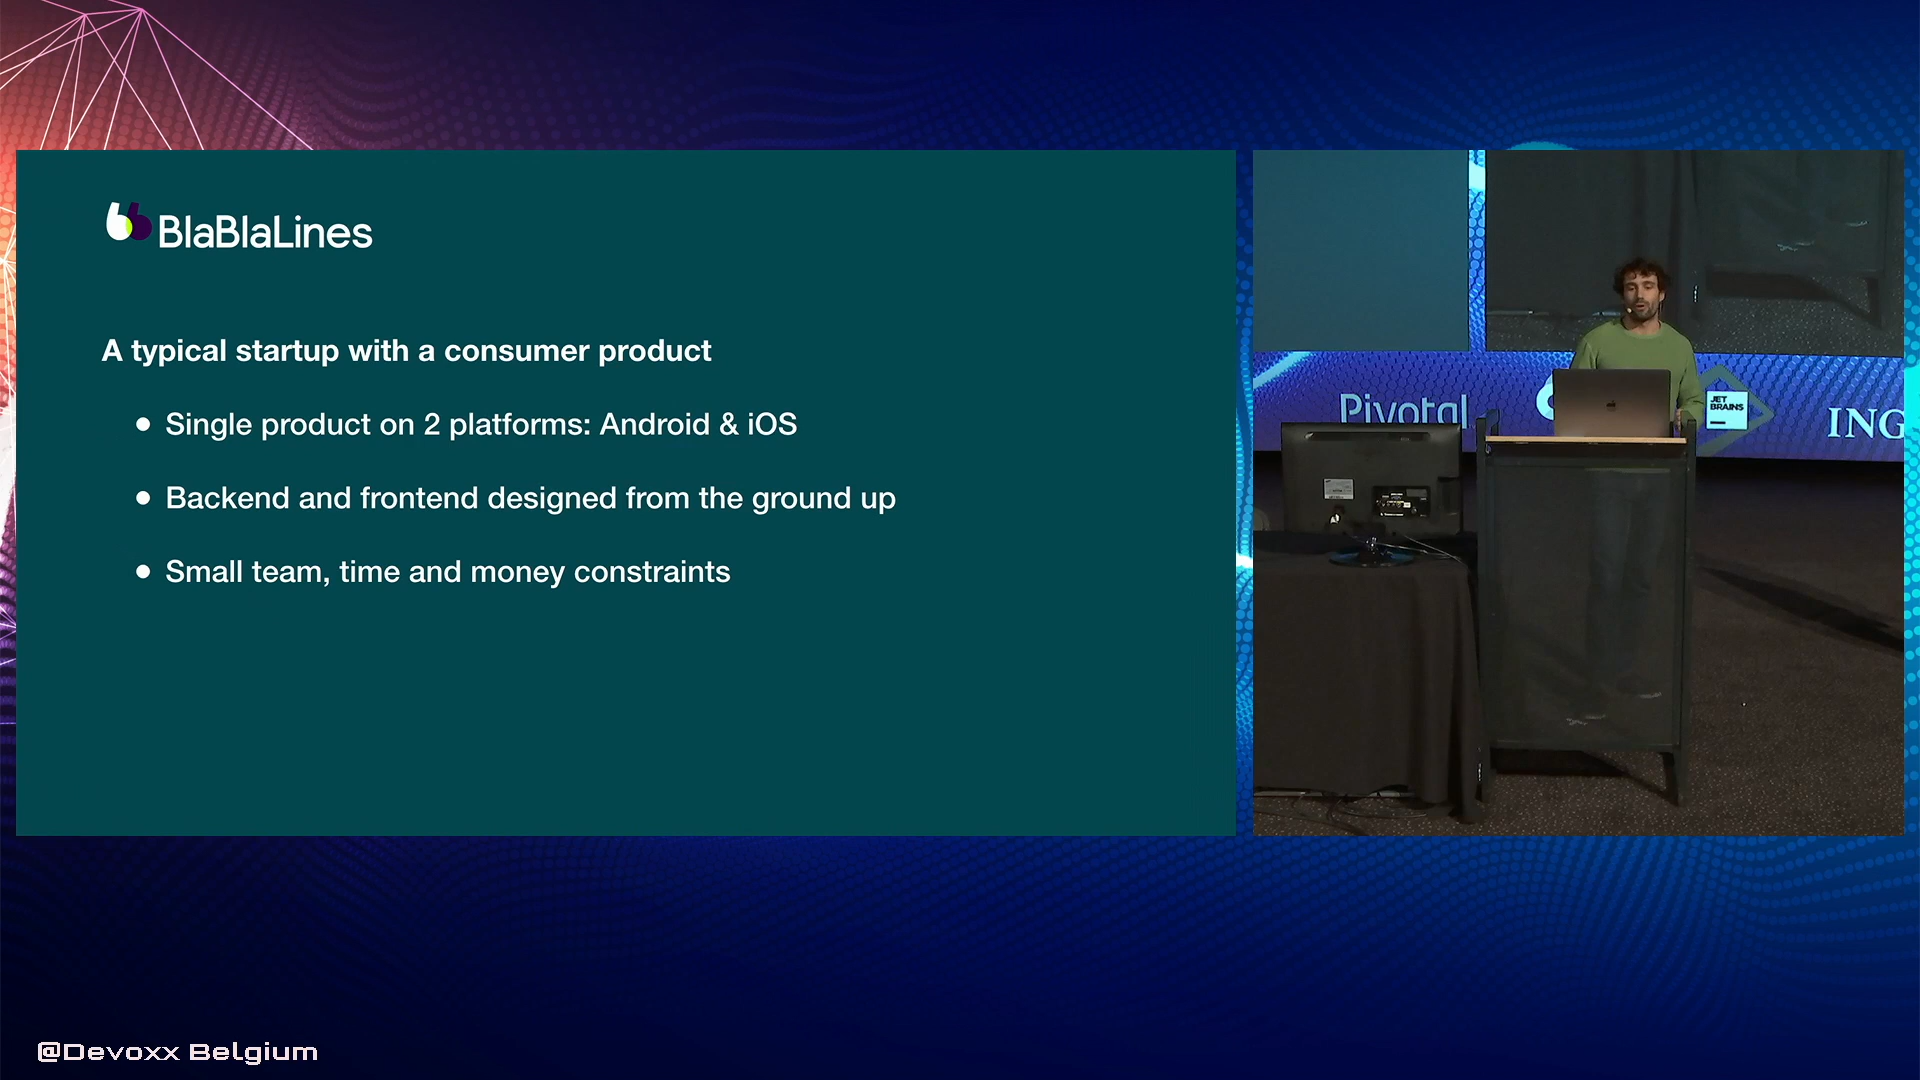 BlaBlaLines
A typical startup with a consumer product
● Single product on 2 platforms: Android & iOS
● Backend and frontend designed from the ground up
● Small team, time and money constraints
Pivotal
JET
BRAINS
ING
@Devoxx Belgium